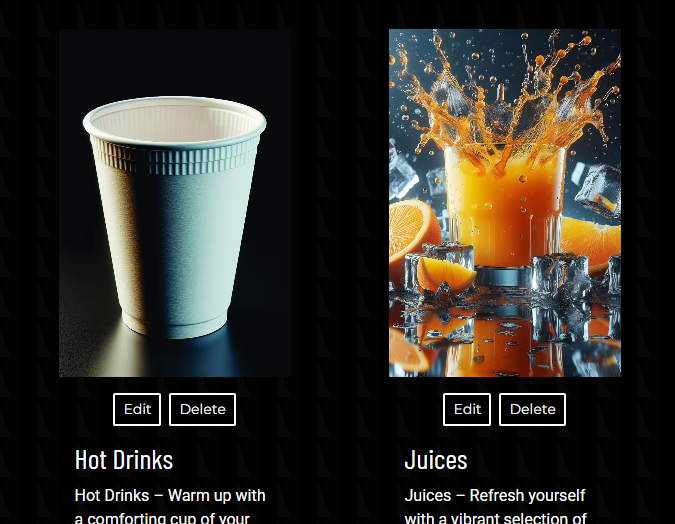 Edit Delete
Edit Delete
Hot Drinks
Hot Drinks – Warm up with
a comforting cup of your
Juices
Juices – Refresh yourself
with a vibrant selection of